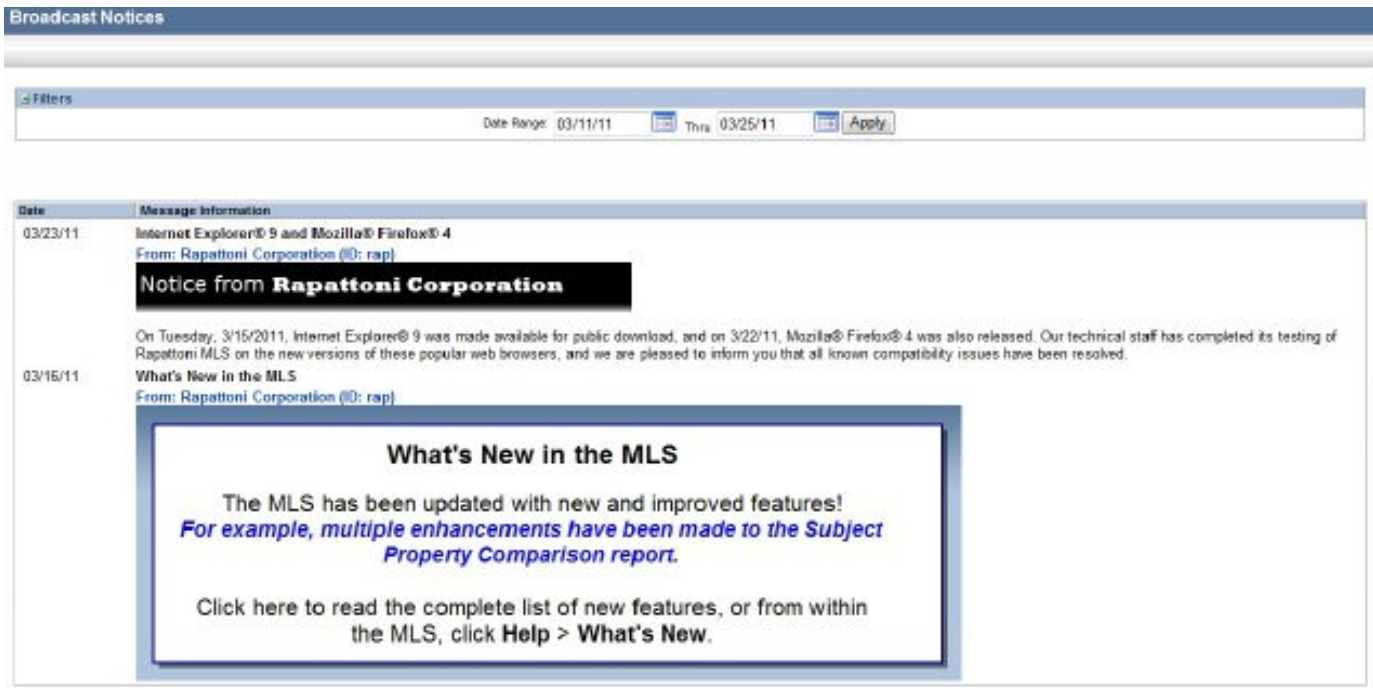 Broadcast Notices
Filters
Date Range: 03/11/11 Thru 03/25/11 Apply
Date Message Information
03/23/11 Internet Explorer® 9 and Mozilla® Firefox® 4
From: Rapattoni Corporation (ID: rap)
Notice from Rapattoni Corporation
On Tuesday, 3/15/2011, Internet Explorer® 9 was made available for public download, and on 3/22/11, Mozilla® Firefox® 4 was also released. Our technical staff has completed its testing of
Rapattoni MLS on the new versions of these popular web browsers, and we are pleased to inform you that all known compatibility issues have been resolved.
03/16/11 What's New in the MLS
From: Rapattoni Corporation (ID: rap)
What's New in the MLS
The MLS has been updated with new and improved features!
For example, multiple enhancements have been made to the Subject
Property Comparison report.
Click here to read the complete list of new features, or from within
the MLS, click Help > What's New.